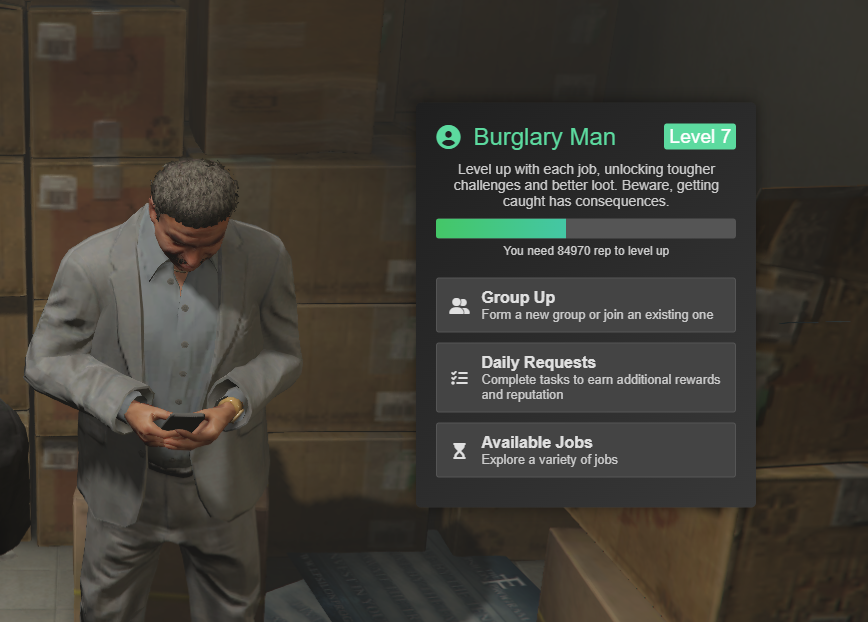 Burglary Man
Level 7
Level up with each job, unlocking tougher
challenges and better loot. Beware, getting
caught has consequences.
You need 84970 rep to level up
Group Up
Form a new group or join an existing one
Daily Requests
Complete tasks to earn additional rewards
and reputation
Available Jobs
Explore a variety of jobs